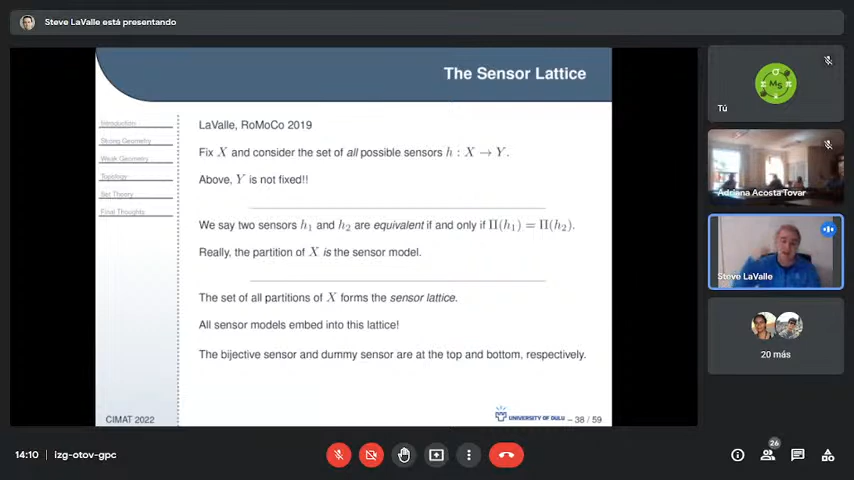 Steve LaValle está presentando
The Sensor Lattice
Introduction
Strong Geometry
Weak Geometry
Topology
Set Theory
Final Thoughts
LaValle, RoMoCo 2019
Fix X and consider the set of all possible sensors h : X → Y.
Above, Y is not fixed!!
We say two sensors h₁ and h₂ are equivalent if and only if Π(h₁) = Π(h₂).
Really, the partition of X is the sensor model.
The set of all partitions of X forms the sensor lattice.
All sensor models embed into this lattice!
The bijective sensor and dummy sensor are at the top and bottom, respectively.
CIMAT 2022
UNIVERSITY OF OULU
– 38 / 59
MS
Tú
Adriana Acosta Tovar
Steve LaValle
20 más
14:10
lzg-otov-gpc
26